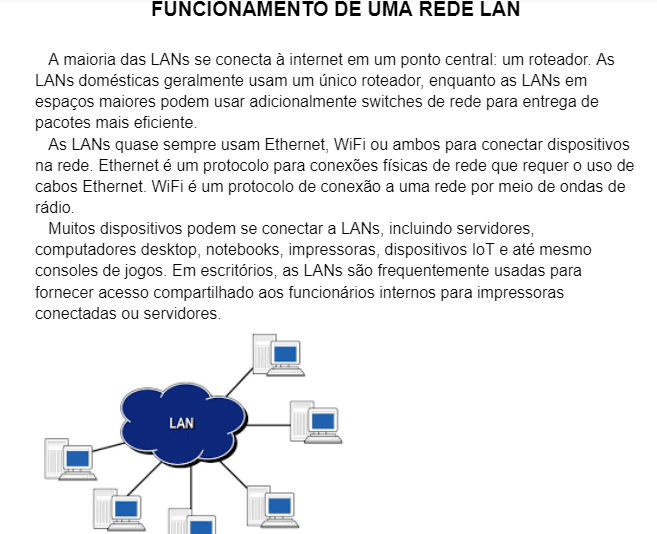 FUNCIONAMENTO DE UMA REDE LAN
A maioria das LANs se conecta à internet em um ponto central: um roteador. As
LANs domésticas geralmente usam um único roteador, enquanto as LANs em
espaços maiores podem usar adicionalmente switches de rede para entrega de
pacotes mais eficiente.
As LANs quase sempre usam Ethernet, WiFi ou ambos para conectar dispositivos
na rede. Ethernet é um protocolo para conexões físicas de rede que requer o uso de
cabos Ethernet. WiFi é um protocolo de conexão a uma rede por meio de ondas de
rádio.
Muitos dispositivos podem se conectar a LANs, incluindo servidores,
computadores desktop, notebooks, impressoras, dispositivos IoT e até mesmo
consoles de jogos. Em escritórios, as LANs são frequentemente usadas para
fornecer acesso compartilhado aos funcionários internos para impressoras
conectadas ou servidores.
LAN